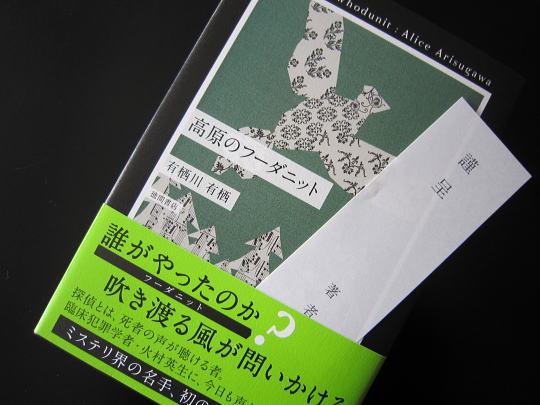 Whodunit : Alice Arisugawa
高原のフーダニット
有栖川 有栖
徳間書店
謹呈
著者
誰がやったのか
フーダニット
?
吹き渡る風が問いかける
探偵とは、死者の声が聴ける者。
臨床犯罪学者・火村英生に、今日も声
ミステリ界の名手、初の